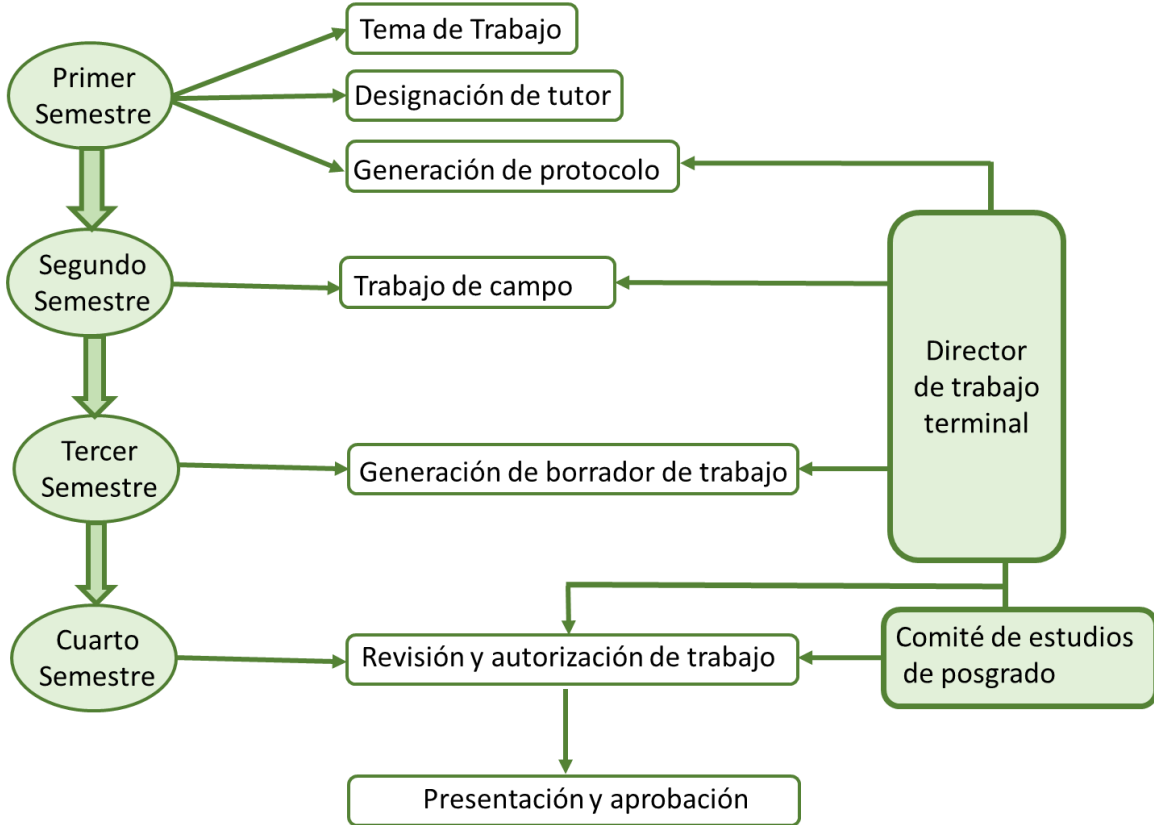 Tema de Trabajo
Primer
Semestre
Designación de tutor
Generación de protocolo
Segundo
Semestre
Trabajo de campo
Director
de trabajo
terminal
Tercer
Semestre
Generación de borrador de trabajo
Cuarto
Semestre
Revisión y autorización de trabajo
Comité de estudios
de posgrado
Presentación y aprobación